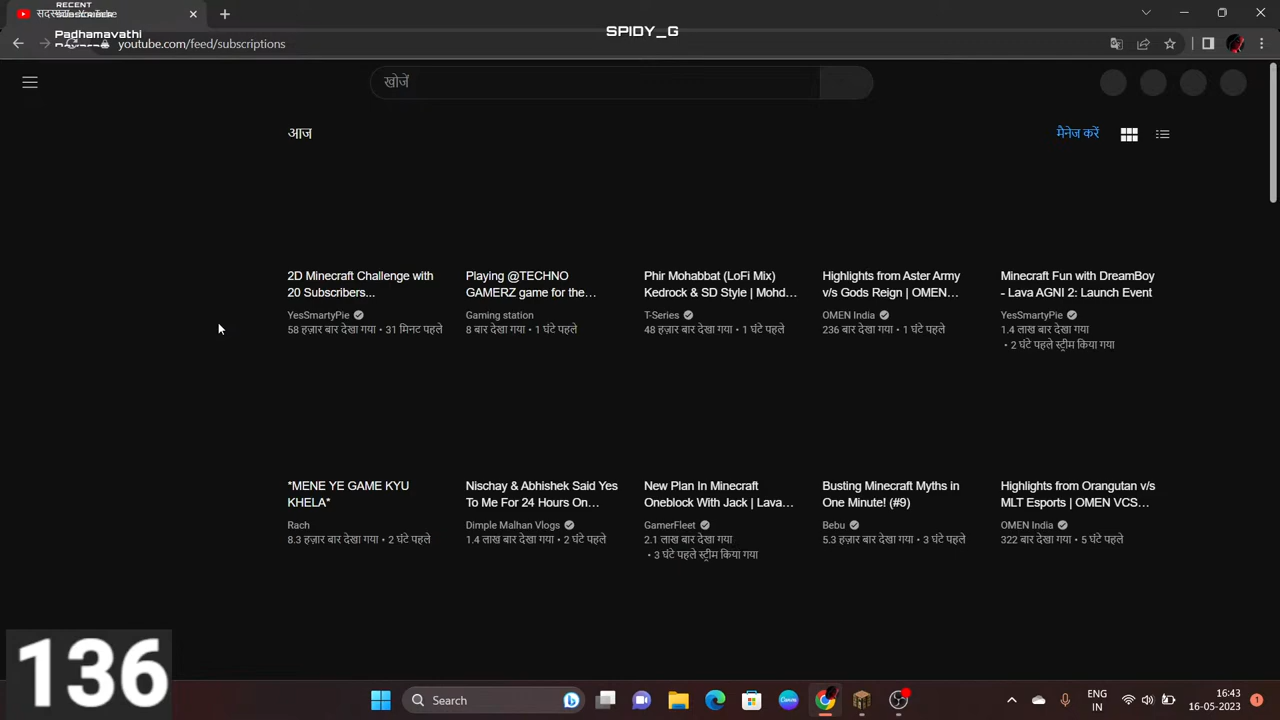 RECENT
SPIDY_G
Padhamavathi
youtube.com/feed/subscriptions
खोजें
आज
मैनेज करें
2D Minecraft Challenge with
20 Subscribers...
YesSmartyPie
58 हज़ार बार देखा गया • 31 मिनट पहले
Playing @TECHNO
GAMERZ game for the...
Gaming station
8 बार देखा गया • 1 घंटे पहले
Phir Mohabbat (LoFi Mix)
Kedrock & SD Style | Mohd...
T-Series
48 हज़ार बार देखा गया • 1 घंटे पहले
Highlights from Aster Army
v/s Gods Reign | OMEN...
OMEN India
236 बार देखा गया • 1 घंटे पहले
Minecraft Fun with DreamBoy
- Lava AGNI 2: Launch Event
YesSmartyPie
1.4 लाख बार देखा गया
• 2 घंटे पहले स्ट्रीम किया गया
*MENE YE GAME KYU
KHELA*
Rach
8.3 हज़ार बार देखा गया • 2 घंटे पहले
Nischay & Abhishek Said Yes
To Me For 24 Hours On...
Dimple Malhan Vlogs
1.4 लाख बार देखा गया • 2 घंटे पहले
New Plan In Minecraft
Oneblock With Jack | Lava...
GamerFleet
2.1 लाख बार देखा गया
• 3 घंटे पहले स्ट्रीम किया गया
Busting Minecraft Myths in
One Minute! (#9)
Bebu
5.3 हज़ार बार देखा गया • 3 घंटे पहले
Highlights from Orangutan v/s
MLT Esports | OMEN VCS...
OMEN India
322 बार देखा गया • 5 घंटे पहले
136
Search
Canva
ENG
IN
16:43
16-05-2023
1